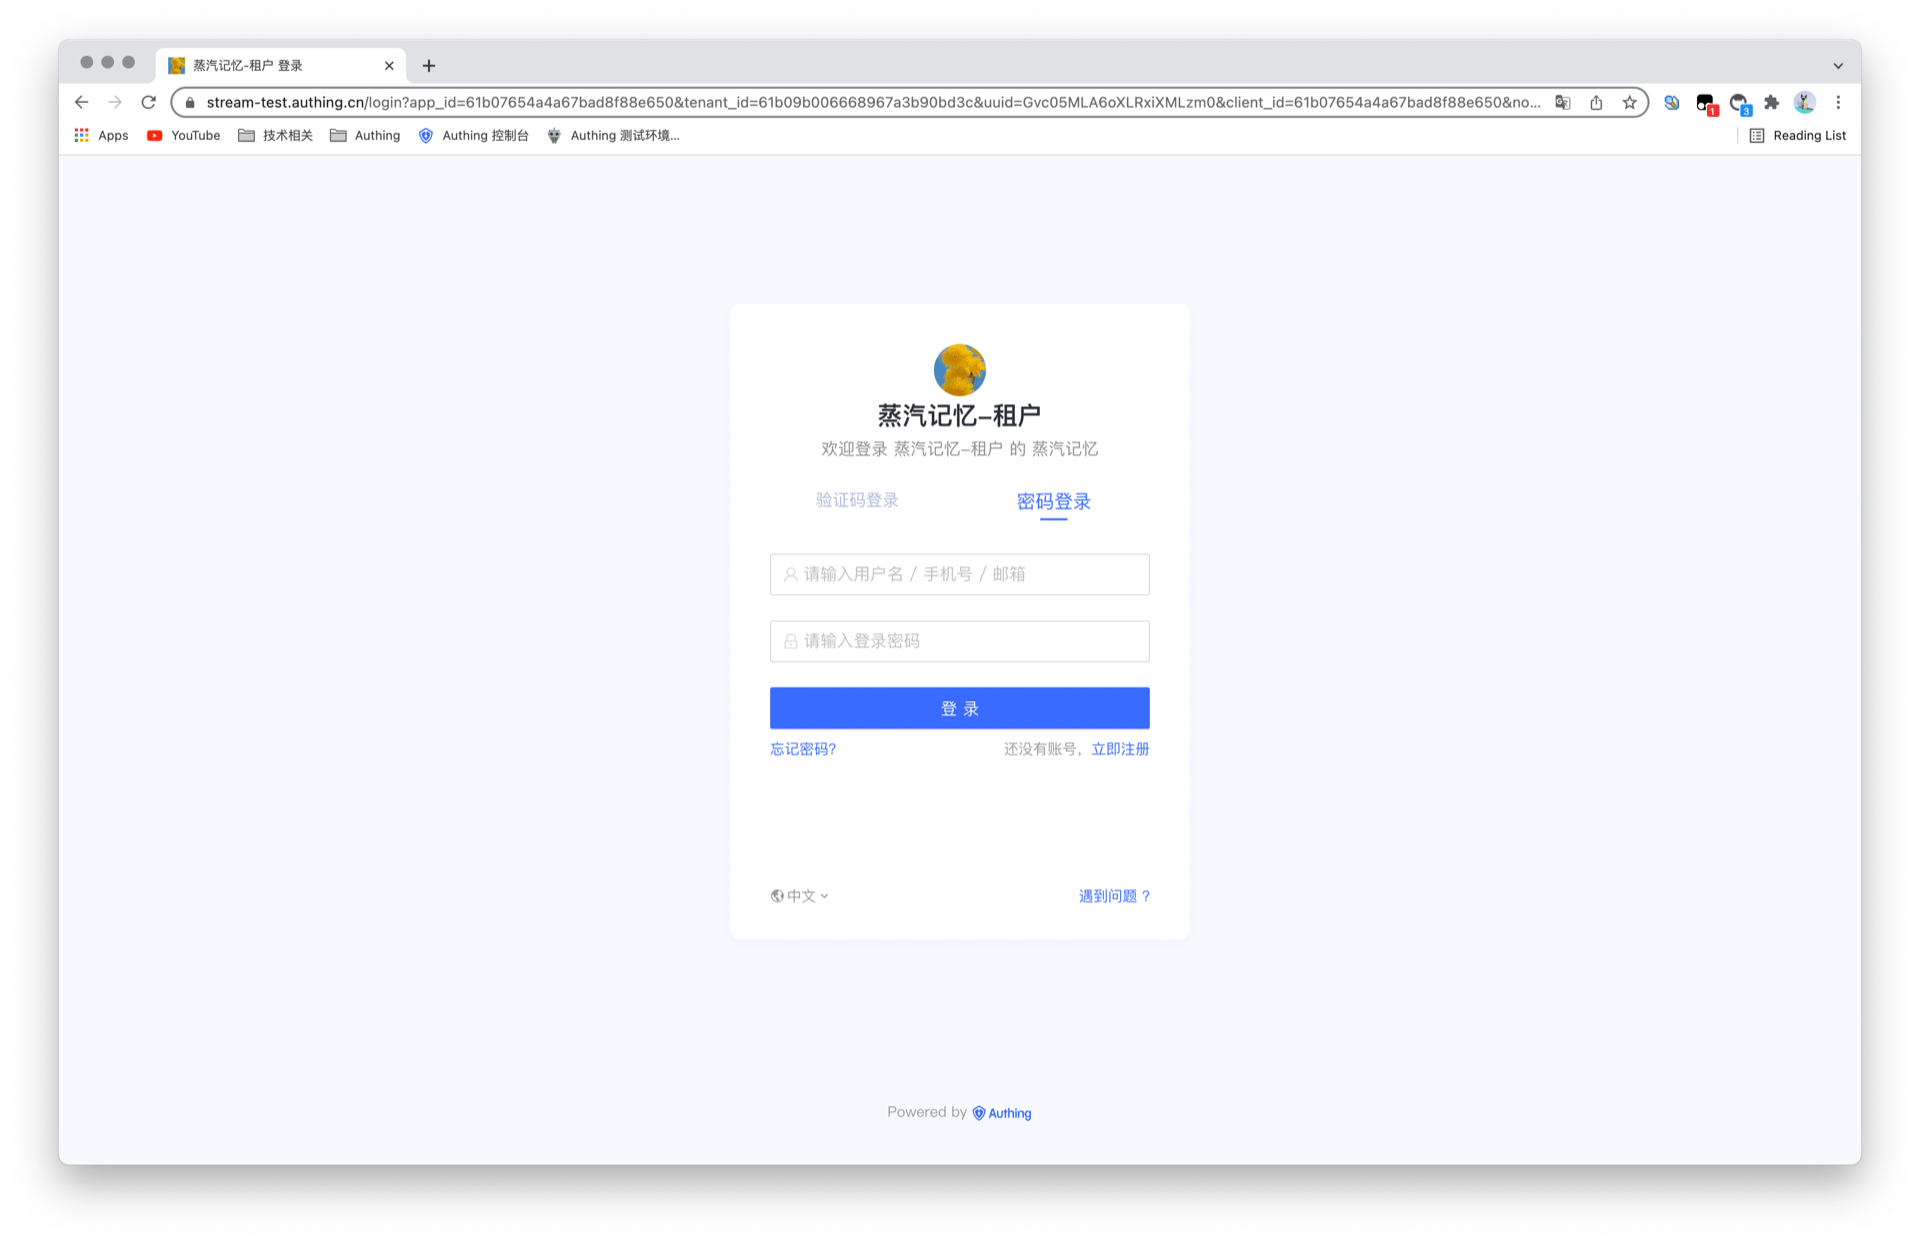 蒸汽记忆-租户 登录
stream-test.authing.cn/login?app_id=61b07654a4a67bad8f88e650&tenant_id=61b09b006668967a3b90bd3c&uuid=Gvc05MLA6oXLRxiXMLzm0&client_id=61b07654a4a67bad8f88e650&no...
1
3
Apps YouTube 技术相关 Authing Authing 控制台 Authing 测试环境... Reading List
蒸汽记忆-租户
欢迎登录 蒸汽记忆-租户 的 蒸汽记忆
验证码登录 密码登录
请输入用户名 / 手机号 / 邮箱
请输入登录密码
登 录
忘记密码? 还没有账号，立即注册
中文 遇到问题 ?
Powered by Authing